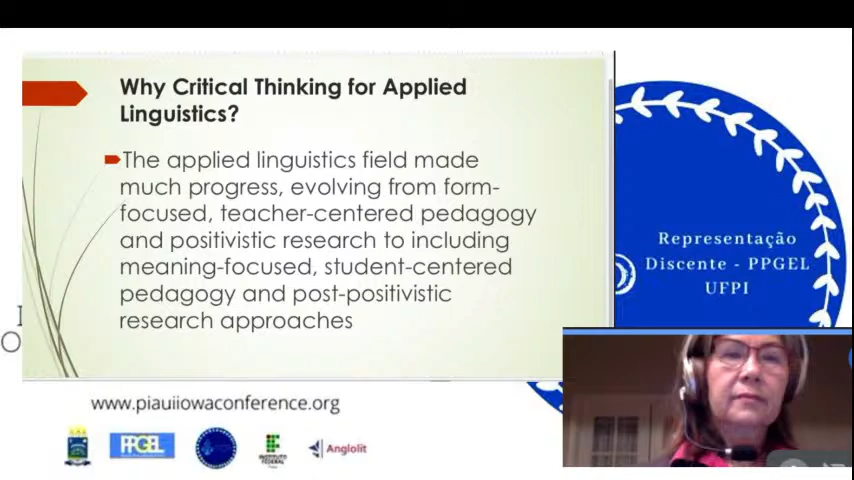 Why Critical Thinking for Applied
Linguistics?
The applied linguistics field made
much progress, evolving from form-
focused, teacher-centered pedagogy
and positivistic research to including
meaning-focused, student-centered
pedagogy and post-positivistic
research approaches
Representação
Discente - PPGEL
UFPI
www.piauiiowaconference.org
PPGEL
INSTITUTO
FEDERAL
Anglolit